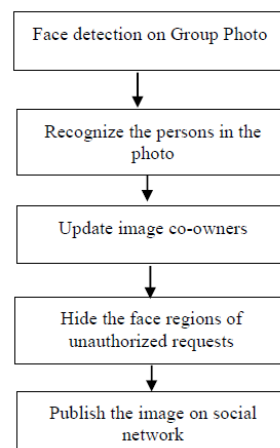 Face detection on Group Photo
Recognize the persons in the
photo
Update image co-owners
Hide the face regions of
unauthorized requests
Publish the image on social
network